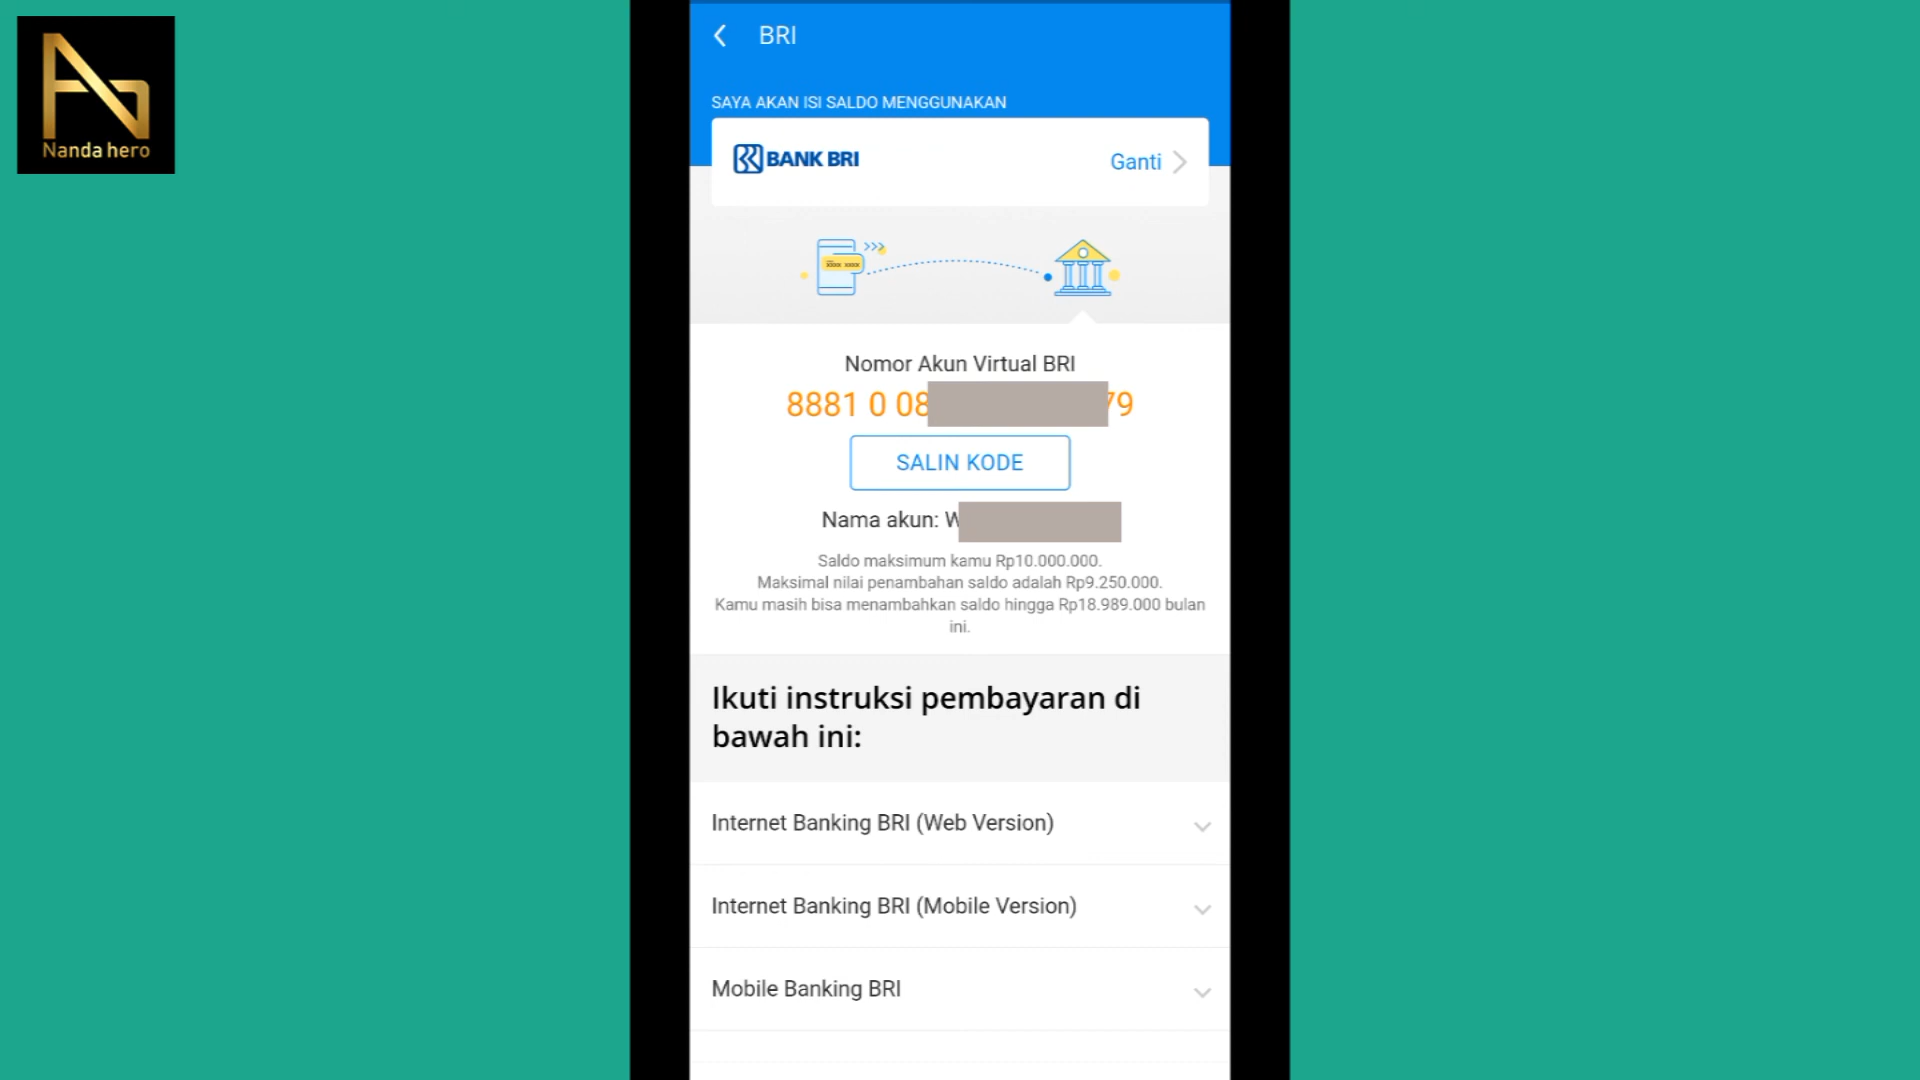 Nanda hero
BRI
SAYA AKAN ISI SALDO MENGGUNAKAN
BANK BRI
Ganti
xxxx xxxx
Nomor Akun Virtual BRI
8881 0 08 79
SALIN KODE
Nama akun: W
Saldo maksimum kamu Rp10.000.000.
Maksimal nilai penambahan saldo adalah Rp9.250.000.
Kamu masih bisa menambahkan saldo hingga Rp18.989.000 bulan
ini.
Ikuti instruksi pembayaran di
bawah ini:
Internet Banking BRI (Web Version)
Internet Banking BRI (Mobile Version)
Mobile Banking BRI